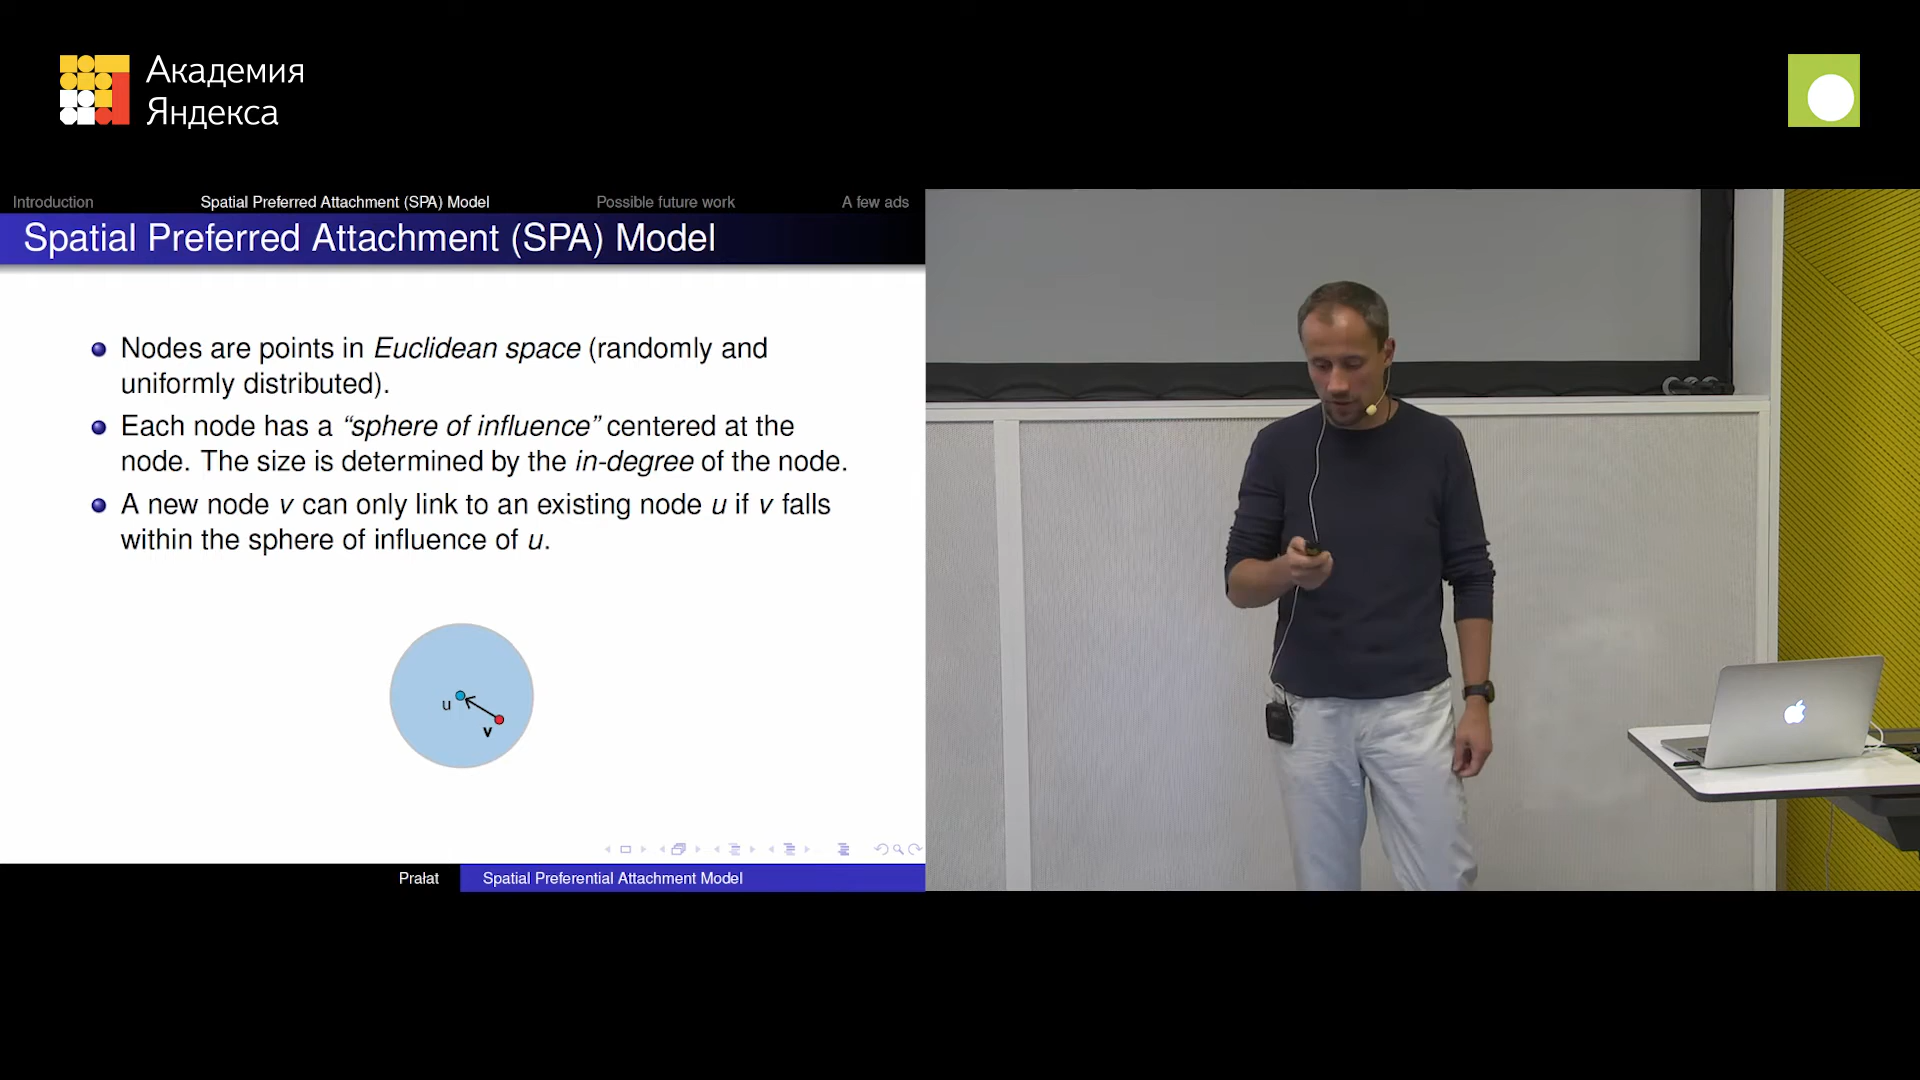 Академия
Яндекса
Introduction Spatial Preferred Attachment (SPA) Model Possible future work A few ads
Spatial Preferred Attachment (SPA) Model
Nodes are points in Euclidean space (randomly and
uniformly distributed).
Each node has a “sphere of influence” centered at the
node. The size is determined by the in-degree of the node.
A new node v can only link to an existing node u if v falls
within the sphere of influence of u.
u
v
Prałat Spatial Preferential Attachment Model